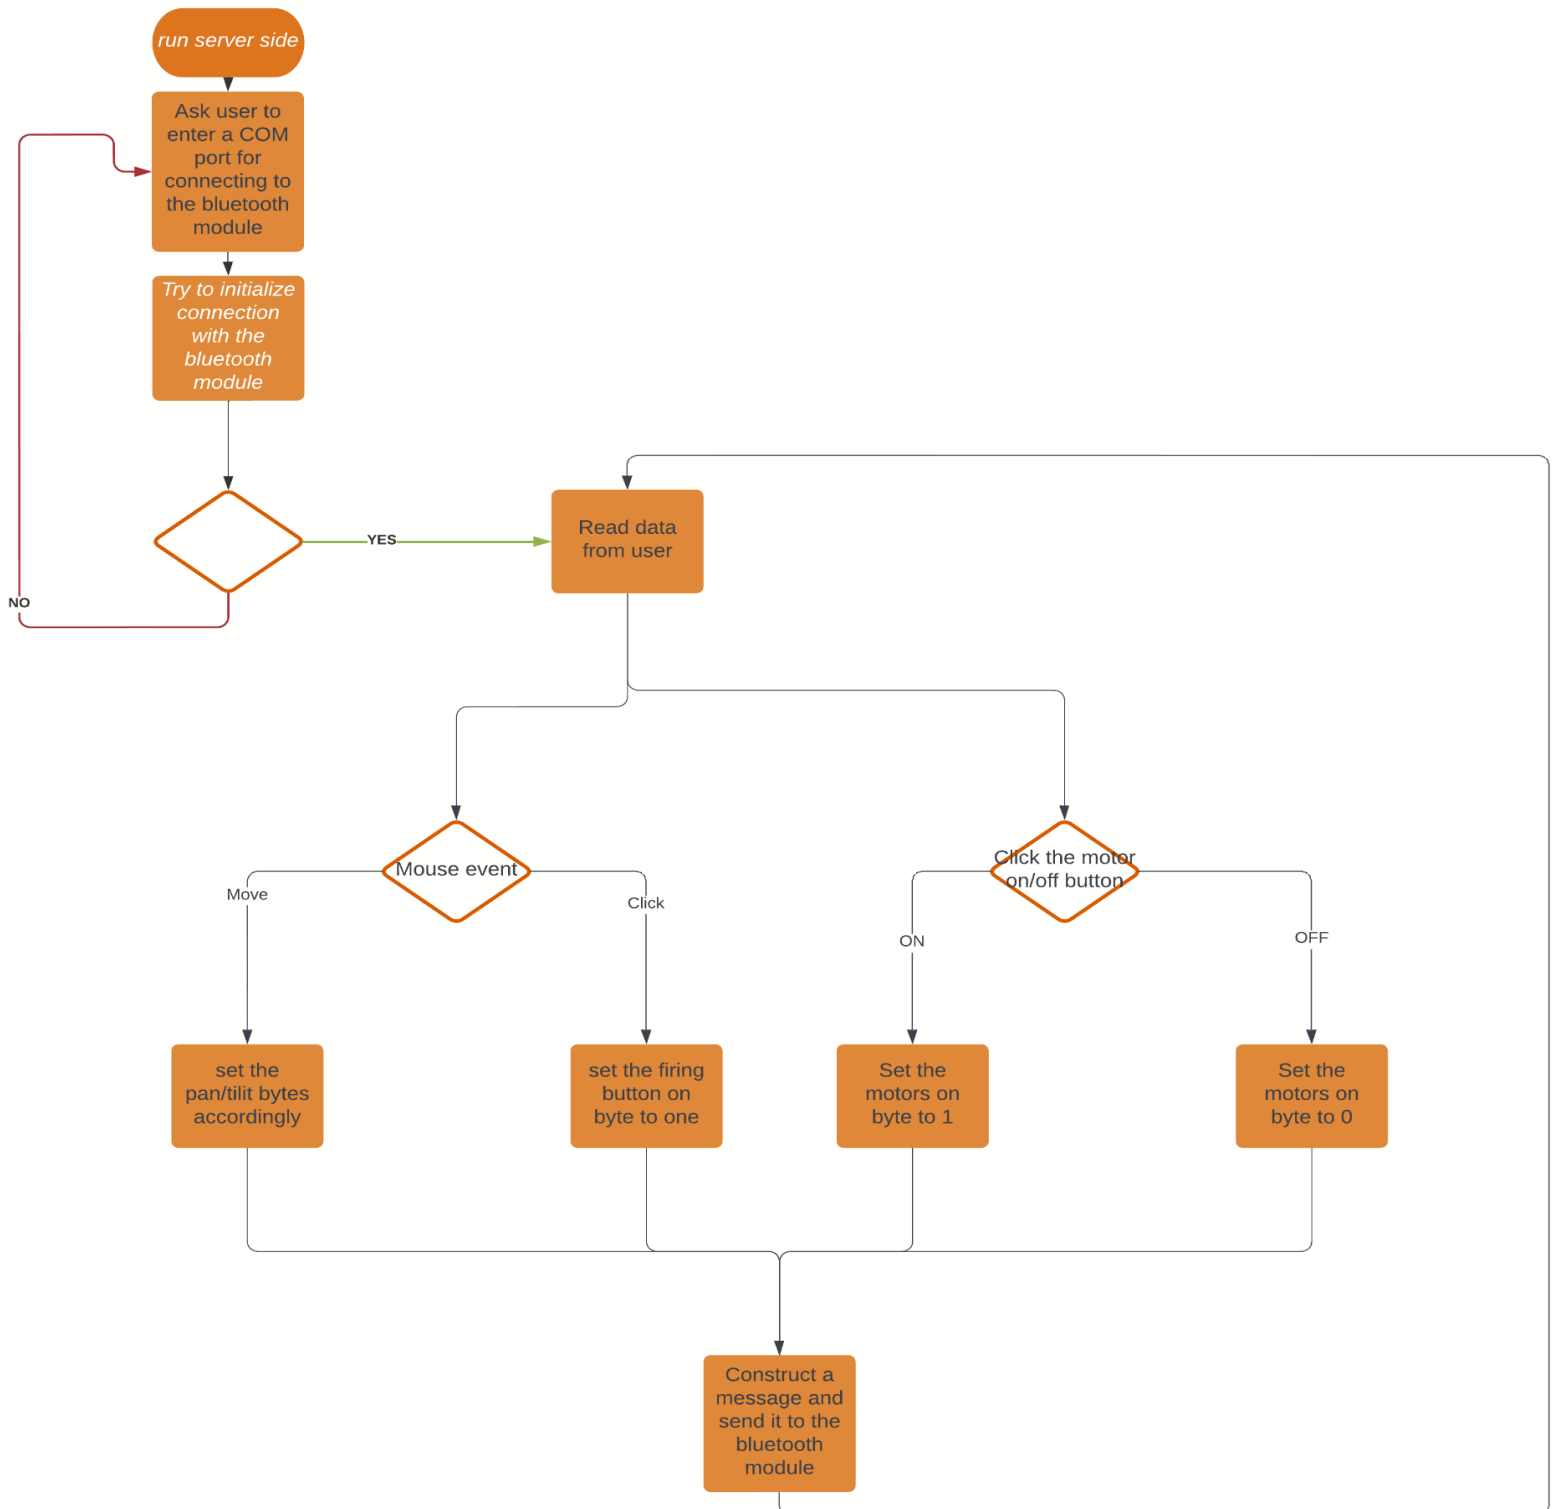 run server side
Ask user to
enter a COM
port for
connecting to
the bluetooth
module
Try to initialize
connection
with the
bluetooth
module
YES
Read data
from user
NO
Mouse event
Click the motor
on/off button
Move
Click
ON
OFF
set the
pan/tilit bytes
accordingly
set the firing
button on
byte to one
Set the
motors on
byte to 1
Set the
motors on
byte to 0
Construct a
message and
send it to the
bluetooth
module